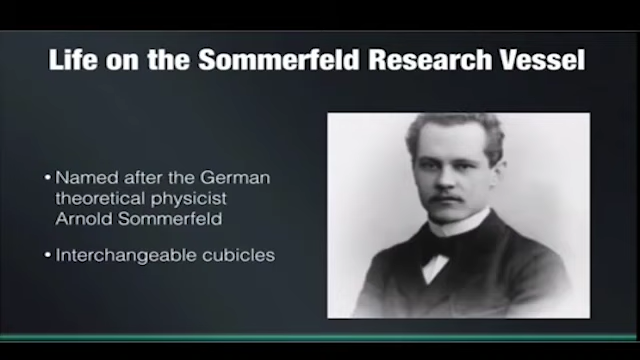 Life on the Sommerfeld Research Vessel
• Named after the German
theoretical physicist
Arnold Sommerfeld
• Interchangeable cubicles